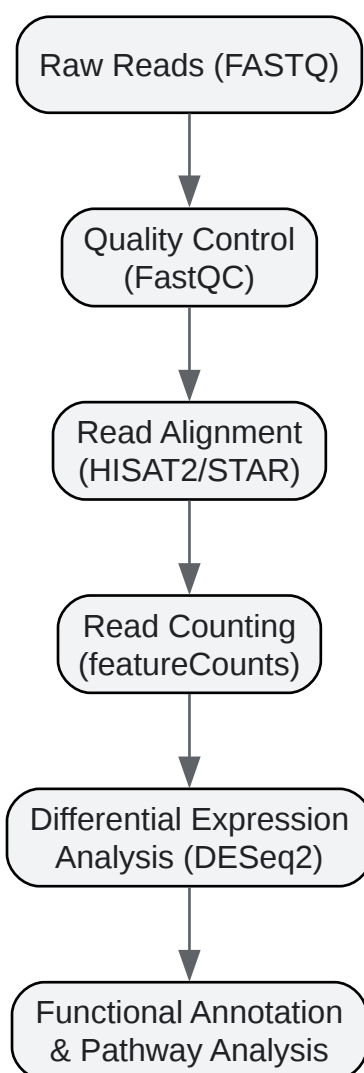 Raw Reads (FASTQ)
Quality Control
(FastQC)
Read Alignment
(HISAT2/STAR)
Read Counting
(featureCounts)
Differential Expression
Analysis (DESeq2)
Functional Annotation
& Pathway Analysis